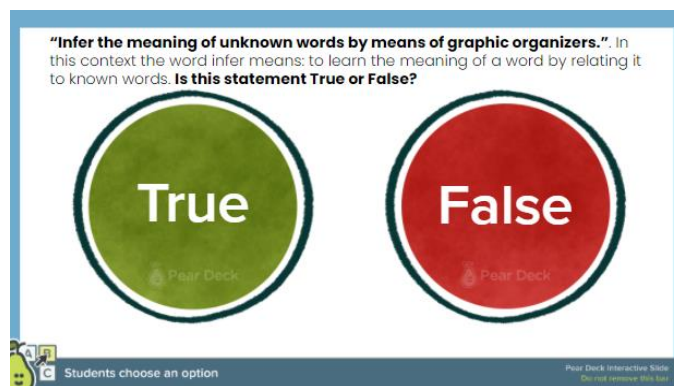 “Infer the meaning of unknown words by means of graphic organizers.”. In
this context the word infer means: to learn the meaning of a word by relating it
to known words. Is this statement True or False?
True
False
Pear Deck
Pear Deck
A B
C
Students choose an option
Pear Deck Interactive Slide
Do not remove this bar